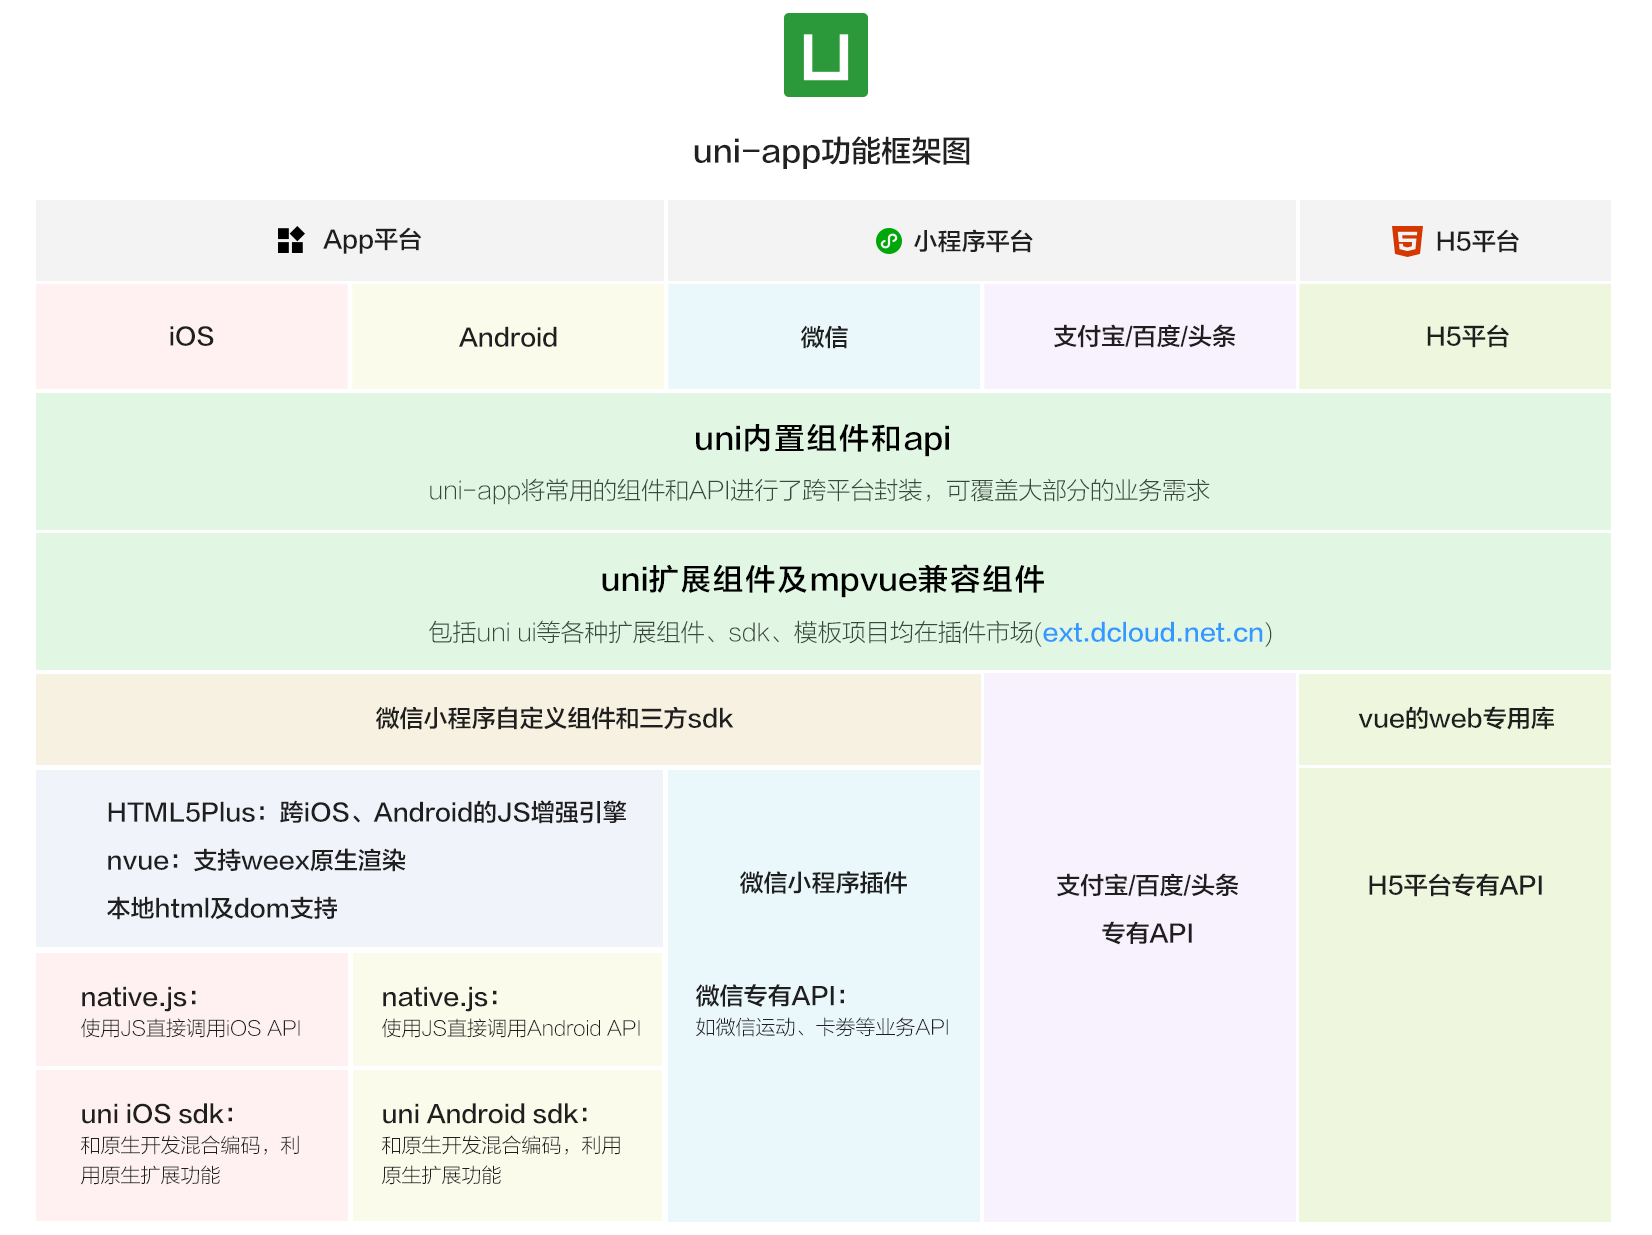 uni-app功能框架图
App平台
小程序平台
H5平台
iOS
Android
微信
支付宝/百度/头条
H5平台
uni内置组件和api
uni-app将常用的组件和API进行了跨平台封装，可覆盖大部分的业务需求
uni扩展组件及mpvue兼容组件
包括uni ui等各种扩展组件、sdk、模板项目均在插件市场(ext.dcloud.net.cn)
微信小程序自定义组件和三方sdk
vue的web专用库
HTML5Plus：跨iOS、Android的JS增强引擎
nvue：支持weex原生渲染
本地html及dom支持
微信小程序插件
支付宝/百度/头条
专有API
H5平台专有API
native.js：
使用JS直接调用iOS API
native.js：
使用JS直接调用Android API
微信专有API：
如微信运动、卡券等业务API
uni iOS sdk：
和原生开发混合编码，利
用原生扩展功能
uni Android sdk：
和原生开发混合编码，利用
原生扩展功能